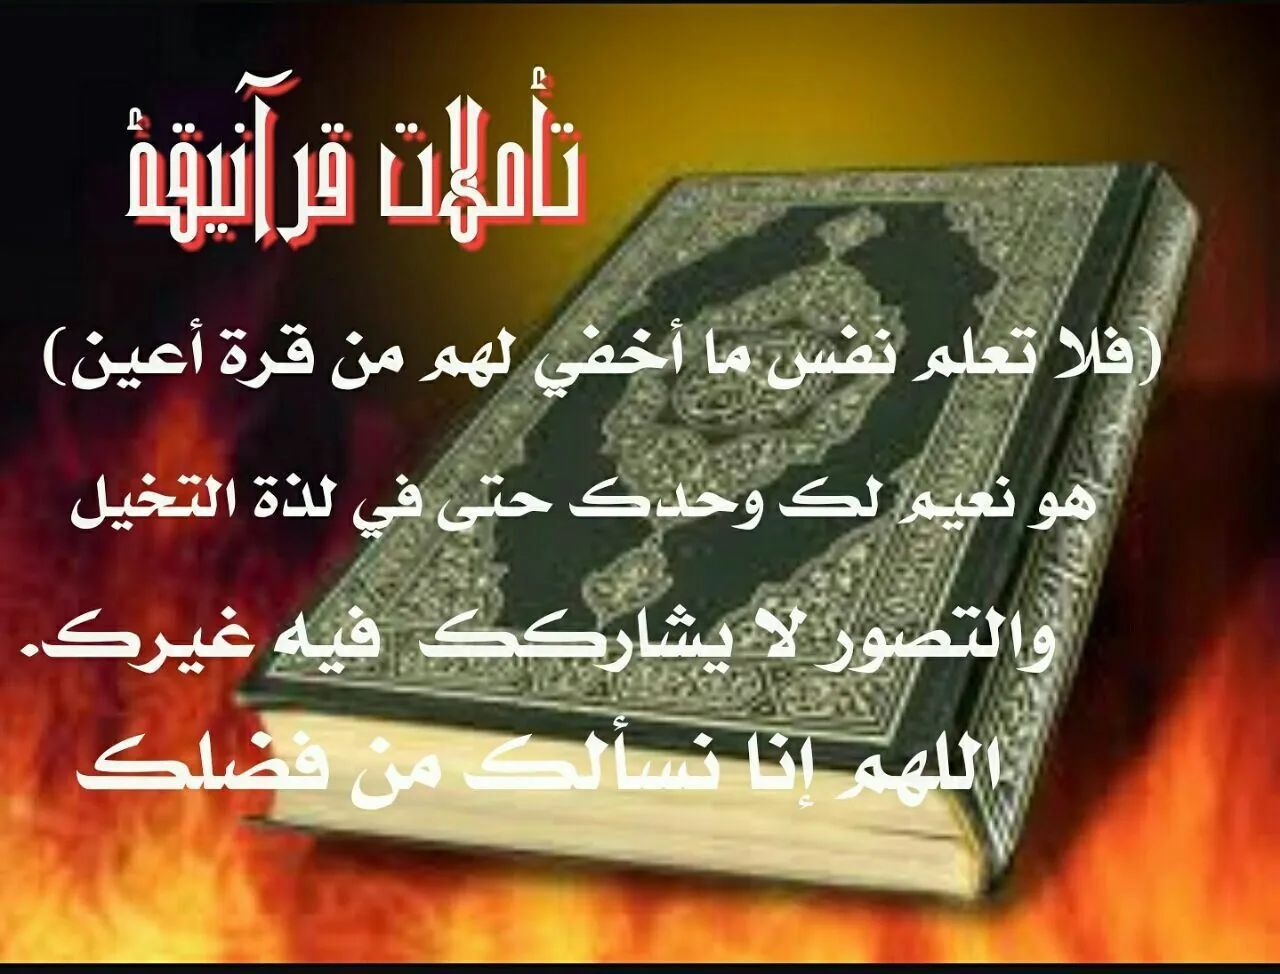 تأملات قرآنيقة
(فلا تعلم نفس ما أخفي لهم من قرة أعين)
هو نعيم لك وحدك حتى في لذة التخيل
والتصور لا يشاركك فيه غيرك.
اللهم إنا نسألك من فضلك